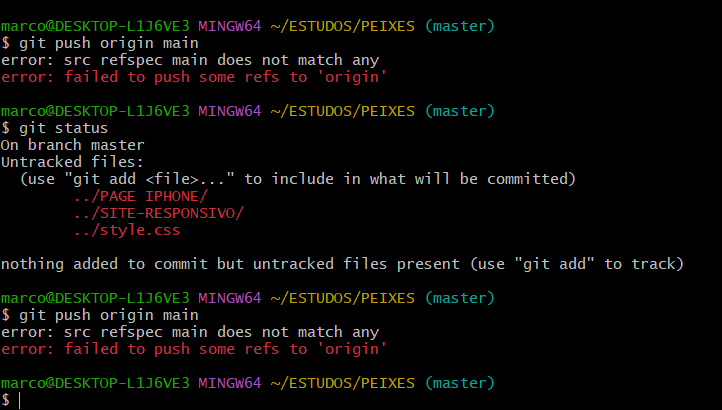 marco@DESKTOP-L1J6VE3 MINGW64 ~/ESTUDOS/PEIXES (master)
$ git push origin main
error: src refspec main does not match any
error: failed to push some refs to 'origin'

marco@DESKTOP-L1J6VE3 MINGW64 ~/ESTUDOS/PEIXES (master)
$ git status
On branch master
Untracked files:
  (use "git add <file>..." to include in what will be committed)
        ../PAGE IPHONE/
        ../SITE-RESPONSIVO/
        ../style.css

nothing added to commit but untracked files present (use "git add" to track)

marco@DESKTOP-L1J6VE3 MINGW64 ~/ESTUDOS/PEIXES (master)
$ git push origin main
error: src refspec main does not match any
error: failed to push some refs to 'origin'

marco@DESKTOP-L1J6VE3 MINGW64 ~/ESTUDOS/PEIXES (master)
$